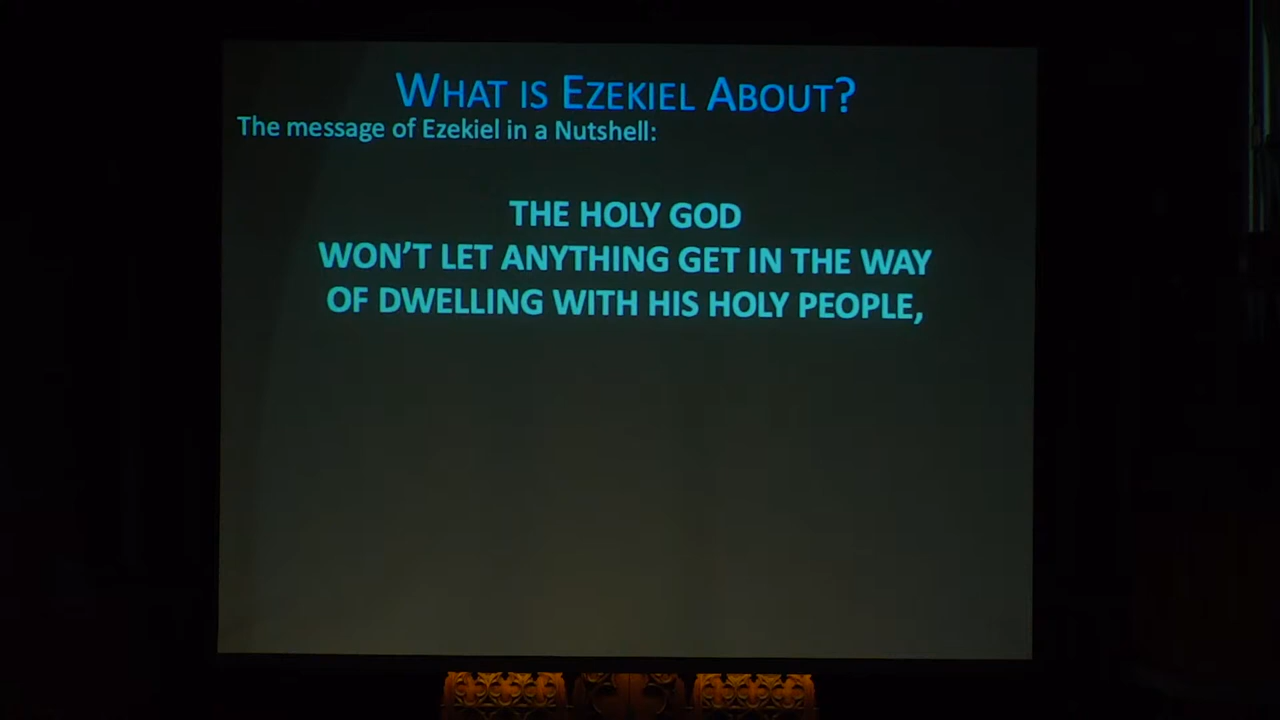 WHAT IS EZEKIEL ABOUT?
The message of Ezekiel in a Nutshell:
THE HOLY GOD
WON'T LET ANYTHING GET IN THE WAY
OF DWELLING WITH HIS HOLY PEOPLE,